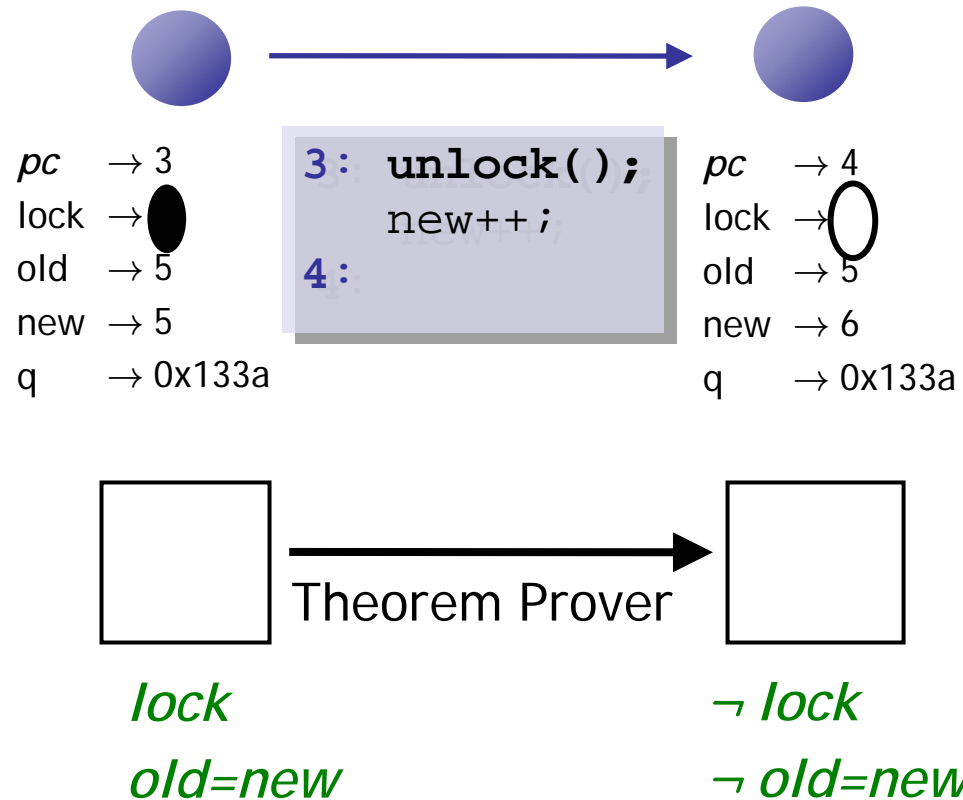 pc → 3
lock →
old → 5
new → 5
q → 0x133a
3: unlock();
new++;
4:
pc → 4
lock →
old → 5
new → 6
q → 0x133a
Theorem Prover
lock
old=new
¬ lock
¬ old=new